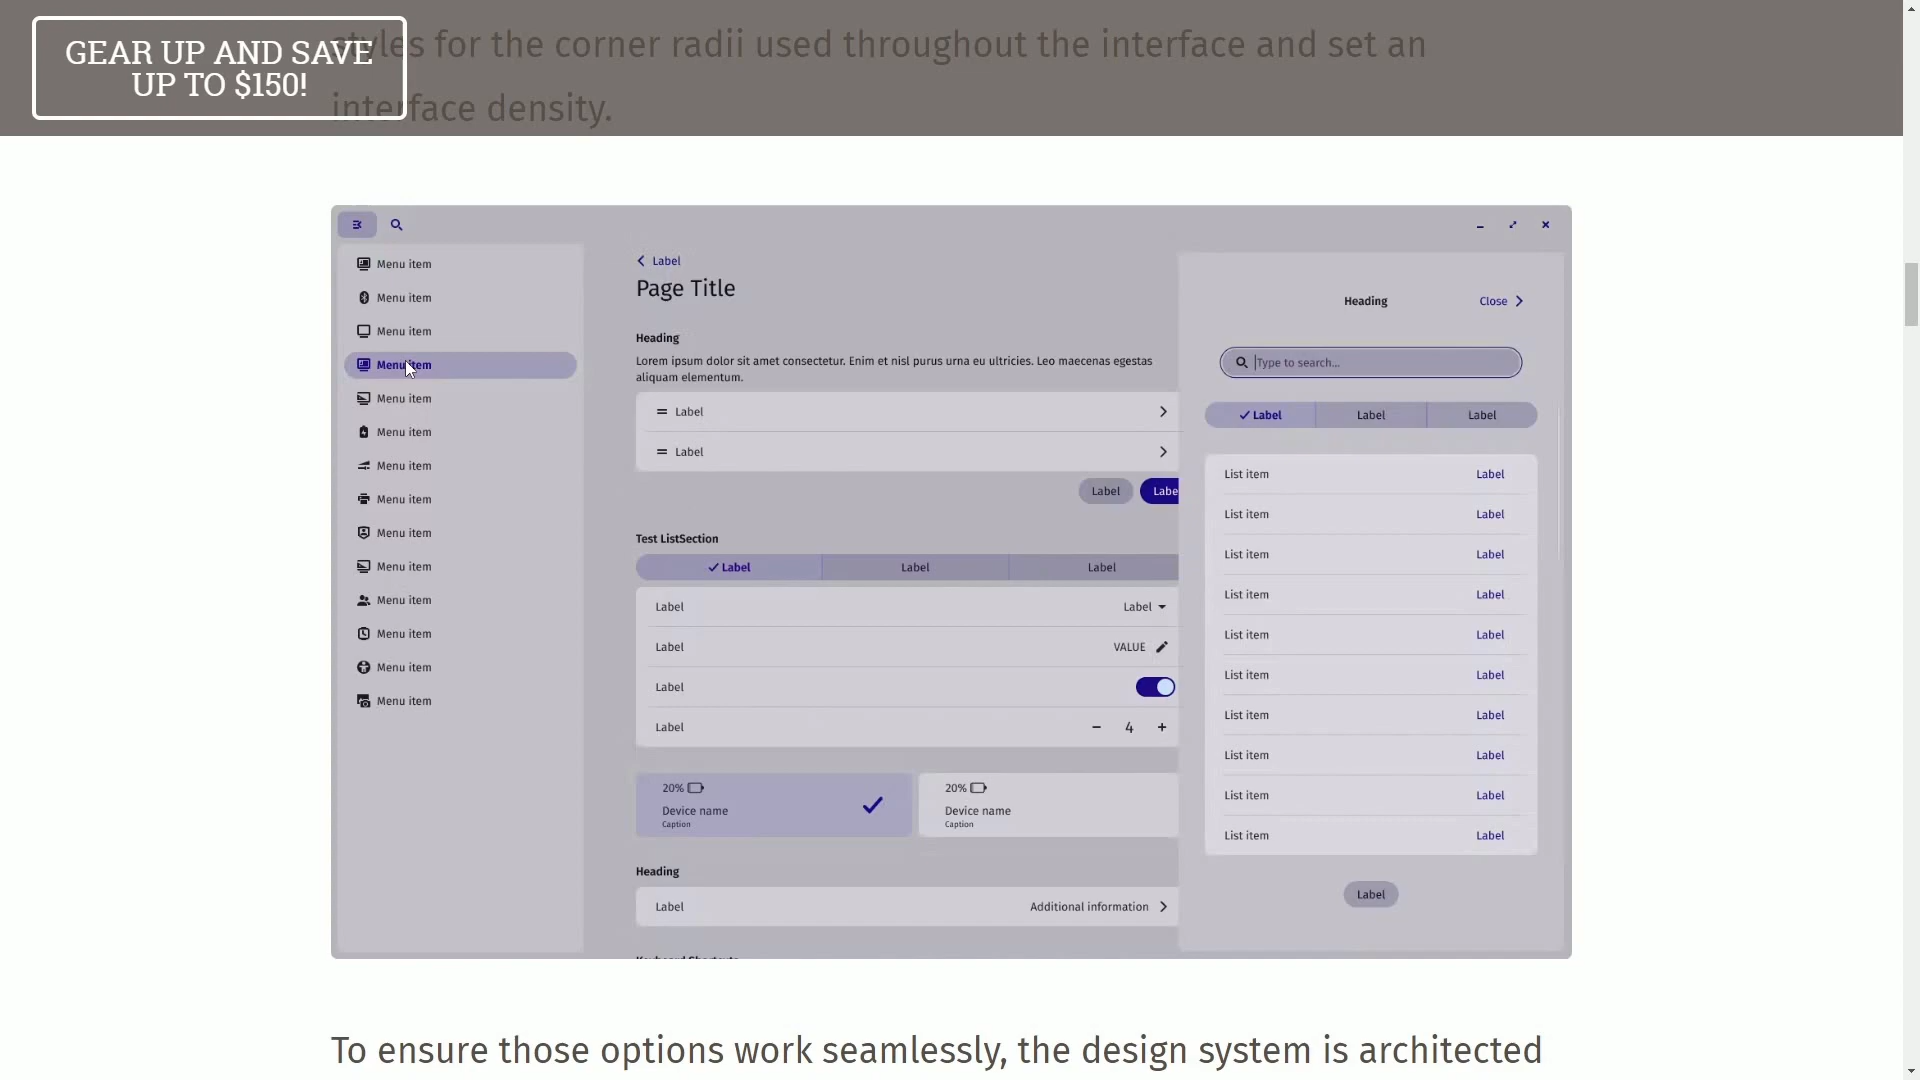 styles for the corner radii used throughout the interface and set an
interface density.
GEAR UP AND SAVE
UP TO $150!
Menu item
Menu item
Menu item
Menu item
Menu item
Menu item
Menu item
Menu item
Menu item
Menu item
Menu item
Menu item
Menu item
Menu item
Label
Page Title
Heading
Lorem ipsum dolor sit amet consectetur. Enim et nisl purus urna eu ultricies. Leo maecenas egestas
aliquam elementum.
Label
Label
Label Labe
Test ListSection
Label Label Label
Label Label
Label VALUE
Label
Label - 4 +
20% 20%
Device name Device name
Caption Caption
Heading
Label Additional information
Heading Close
Type to search...
Label Label Label
List item Label
List item Label
List item Label
List item Label
List item Label
List item Label
List item Label
List item Label
List item Label
List item Label
Label
To ensure those options work seamlessly, the design system is architected